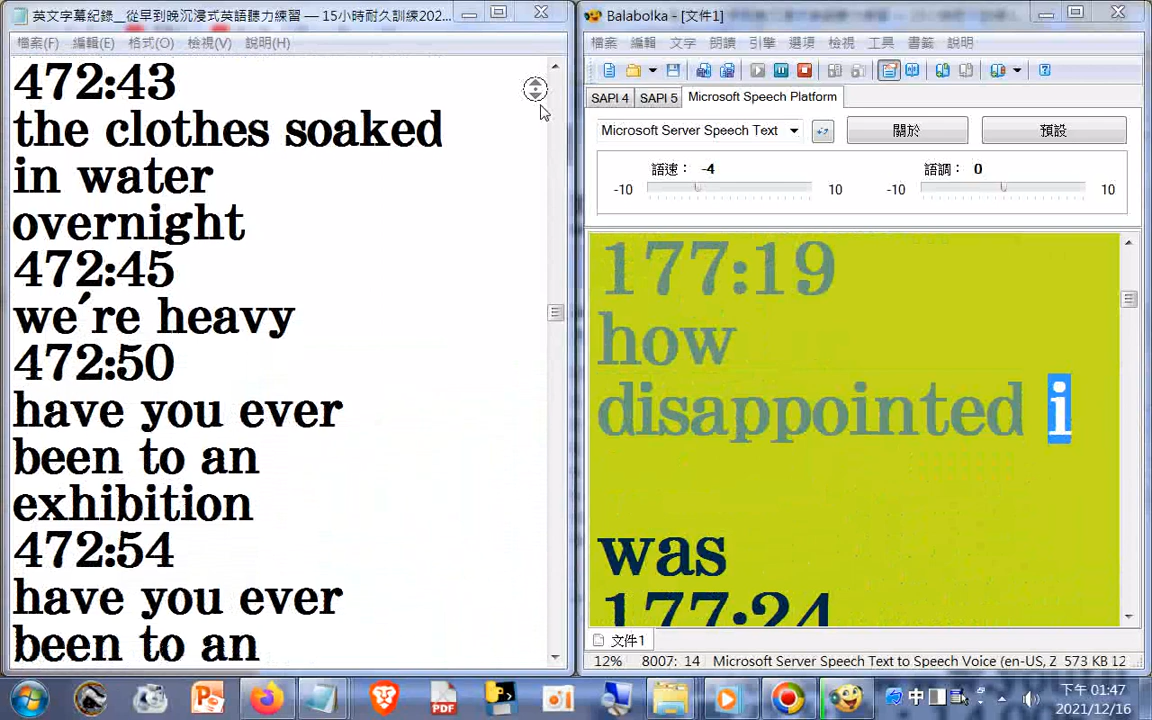 英文字幕紀錄__從早到晚沉浸式英語聽力練習 — 15小時耐久訓練202...
檔案(F) 編輯(E) 格式(O) 檢視(V) 說明(H)
472:43
the clothes soaked
in water
overnight
472:45
we're heavy
472:50
have you ever
been to an
exhibition
472:54
have you ever
been to an
Balabolka - [文件1]
檔案 編輯 文字 朗讀 引擎 選項 檢視 工具 書籤 說明
SAPI 4 SAPI 5 Microsoft Speech Platform
Microsoft Server Speech Text 關於 預設
語速： -4 語調： 0
-10 10 -10 10
177:19
how
disappointed i
was
177:24
文件1
12% 8007: 14 Microsoft Server Speech Text to Speech Voice (en-US, Z 573 KB 12
PDF
中
下午 01:47
2021/12/16